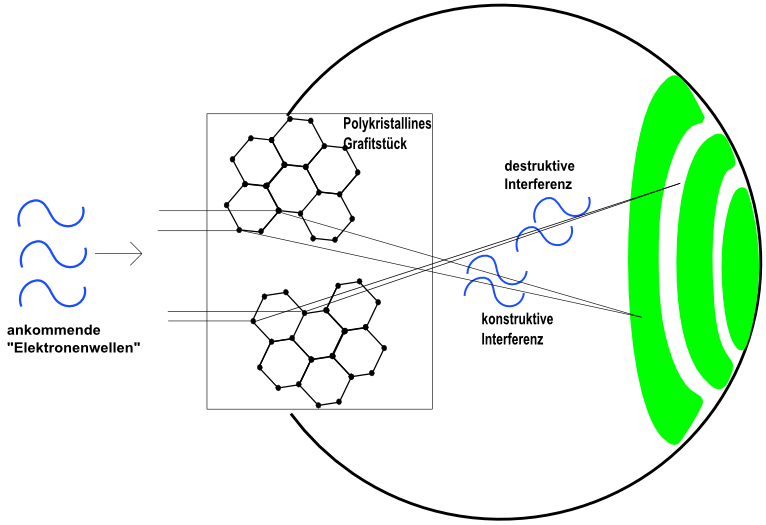 Polykristallines
Grafitstück
destruktive
Interferenz
konstruktive
Interferenz
ankommende
"Elektronenwellen"